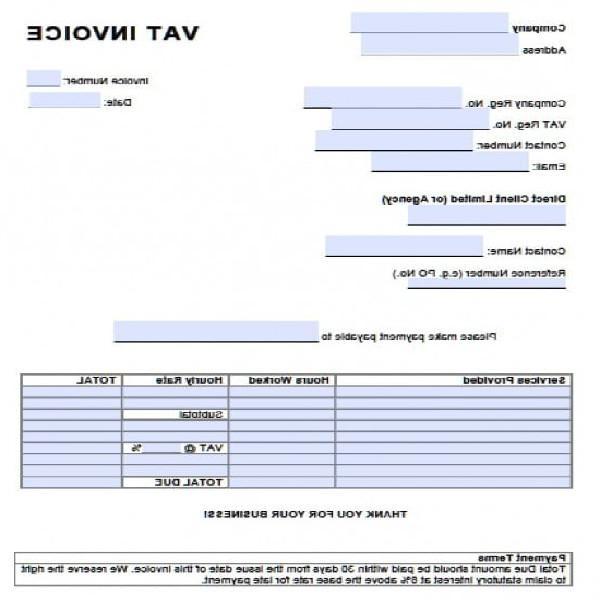 VAT INVOICE
Company
Address
Invoice Number:
Date:
Company Reg. No.
VAT Reg. No.
Contact Number:
Email:
Direct Client Limited (or Agency)
Contact Name:
Reference Number (e.g. PO No.)
Please make payment payable to
Services Provided Hours Worked Hourly Rate TOTAL
Subtotal
VAT @ %
TOTAL DUE
THANK YOU FOR YOUR BUSINESS!
Payment Terms
Total Due amount should be paid within 30 days from the issue date of this invoice. We reserve the right
to claim statutory interest at 8% above the base rate for late payment.